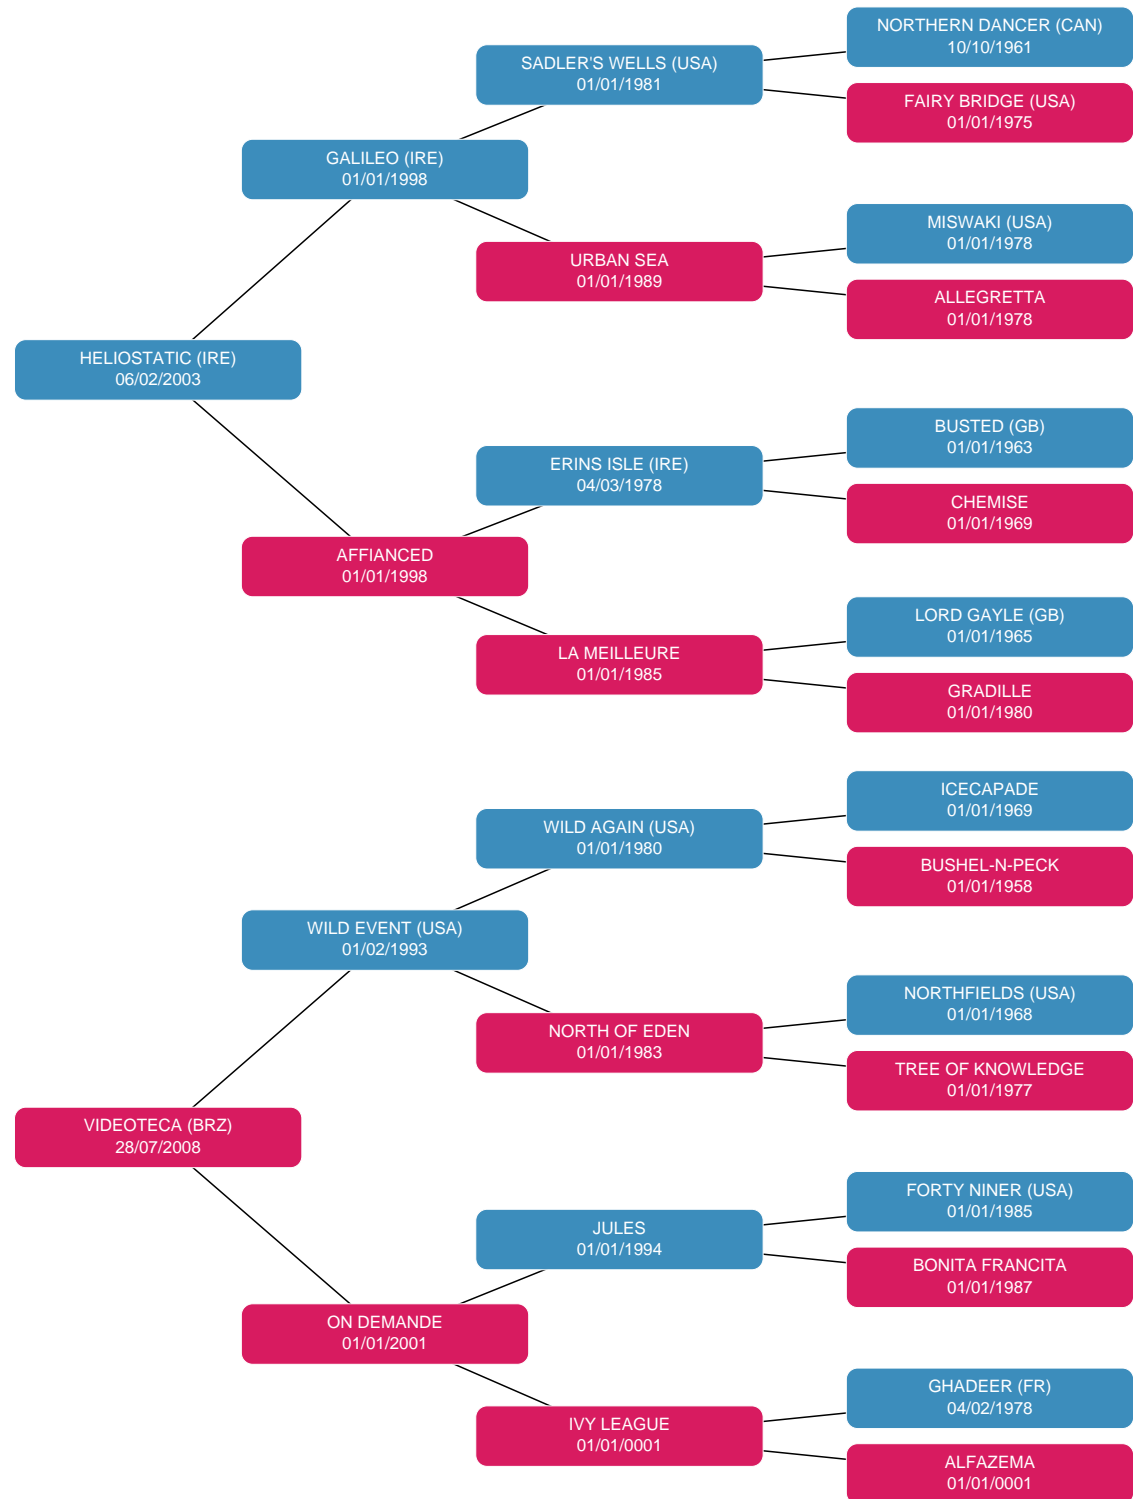 NORTHERN DANCER (CAN)
10/10/1961
SADLER'S WELLS (USA)
01/01/1981
FAIRY BRIDGE (USA)
01/01/1975
GALILEO (IRE)
01/01/1998
MISWAKI (USA)
01/01/1978
URBAN SEA
01/01/1989
ALLEGRETTA
01/01/1978
HELIOSTATIC (IRE)
06/02/2003
BUSTED (GB)
01/01/1963
ERINS ISLE (IRE)
04/03/1978
CHEMISE
01/01/1969
AFFIANCED
01/01/1998
LORD GAYLE (GB)
01/01/1965
LA MEILLEURE
01/01/1985
GRADILLE
01/01/1980
ICECAPADE
01/01/1969
WILD AGAIN (USA)
01/01/1980
BUSHEL-N-PECK
01/01/1958
WILD EVENT (USA)
01/02/1993
NORTHFIELDS (USA)
01/01/1968
NORTH OF EDEN
01/01/1983
TREE OF KNOWLEDGE
01/01/1977
VIDEOTECA (BRZ)
28/07/2008
FORTY NINER (USA)
01/01/1985
JULES
01/01/1994
BONITA FRANCITA
01/01/1987
ON DEMANDE
01/01/2001
GHADEER (FR)
04/02/1978
IVY LEAGUE
01/01/0001
ALFAZEMA
01/01/0001